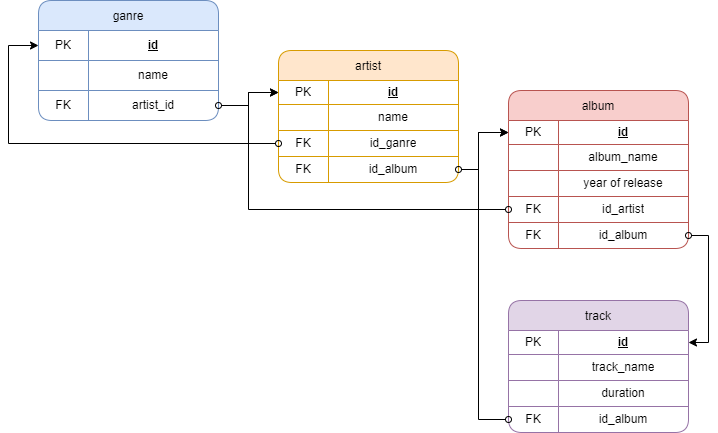 ganre
PK id
name
FK artist_id
artist
PK id
name
FK id_ganre
FK id_album
album
PK id
album_name
year of release
FK id_artist
FK id_album
track
PK id
track_name
duration
FK id_album